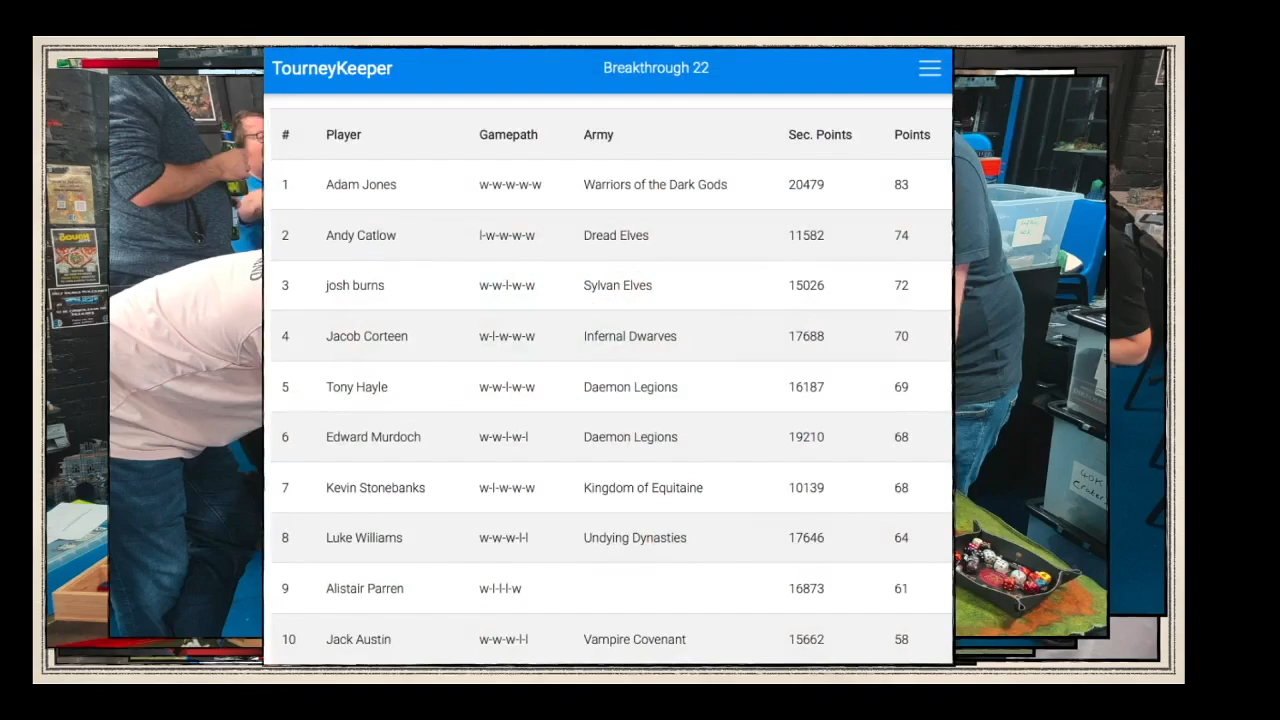 TourneyKeeper Breakthrough 22
# Player Gamepath Army Sec. Points Points
1 Adam Jones w-w-w-w-w Warriors of the Dark Gods 20479 83
2 Andy Catlow l-w-w-w-w Dread Elves 11582 74
3 josh burns w-w-l-w-w Sylvan Elves 15026 72
4 Jacob Corteen w-l-w-w-w Infernal Dwarves 17688 70
5 Tony Hayle w-w-l-w-w Daemon Legions 16187 69
6 Edward Murdoch w-w-l-w-l Daemon Legions 19210 68
7 Kevin Stonebanks w-l-w-w-w Kingdom of Equitaine 10139 68
8 Luke Williams w-w-w-l-l Undying Dynasties 17646 64
9 Alistair Parren w-l-l-l-w 16873 61
10 Jack Austin w-w-w-l-l Vampire Covenant 15662 58